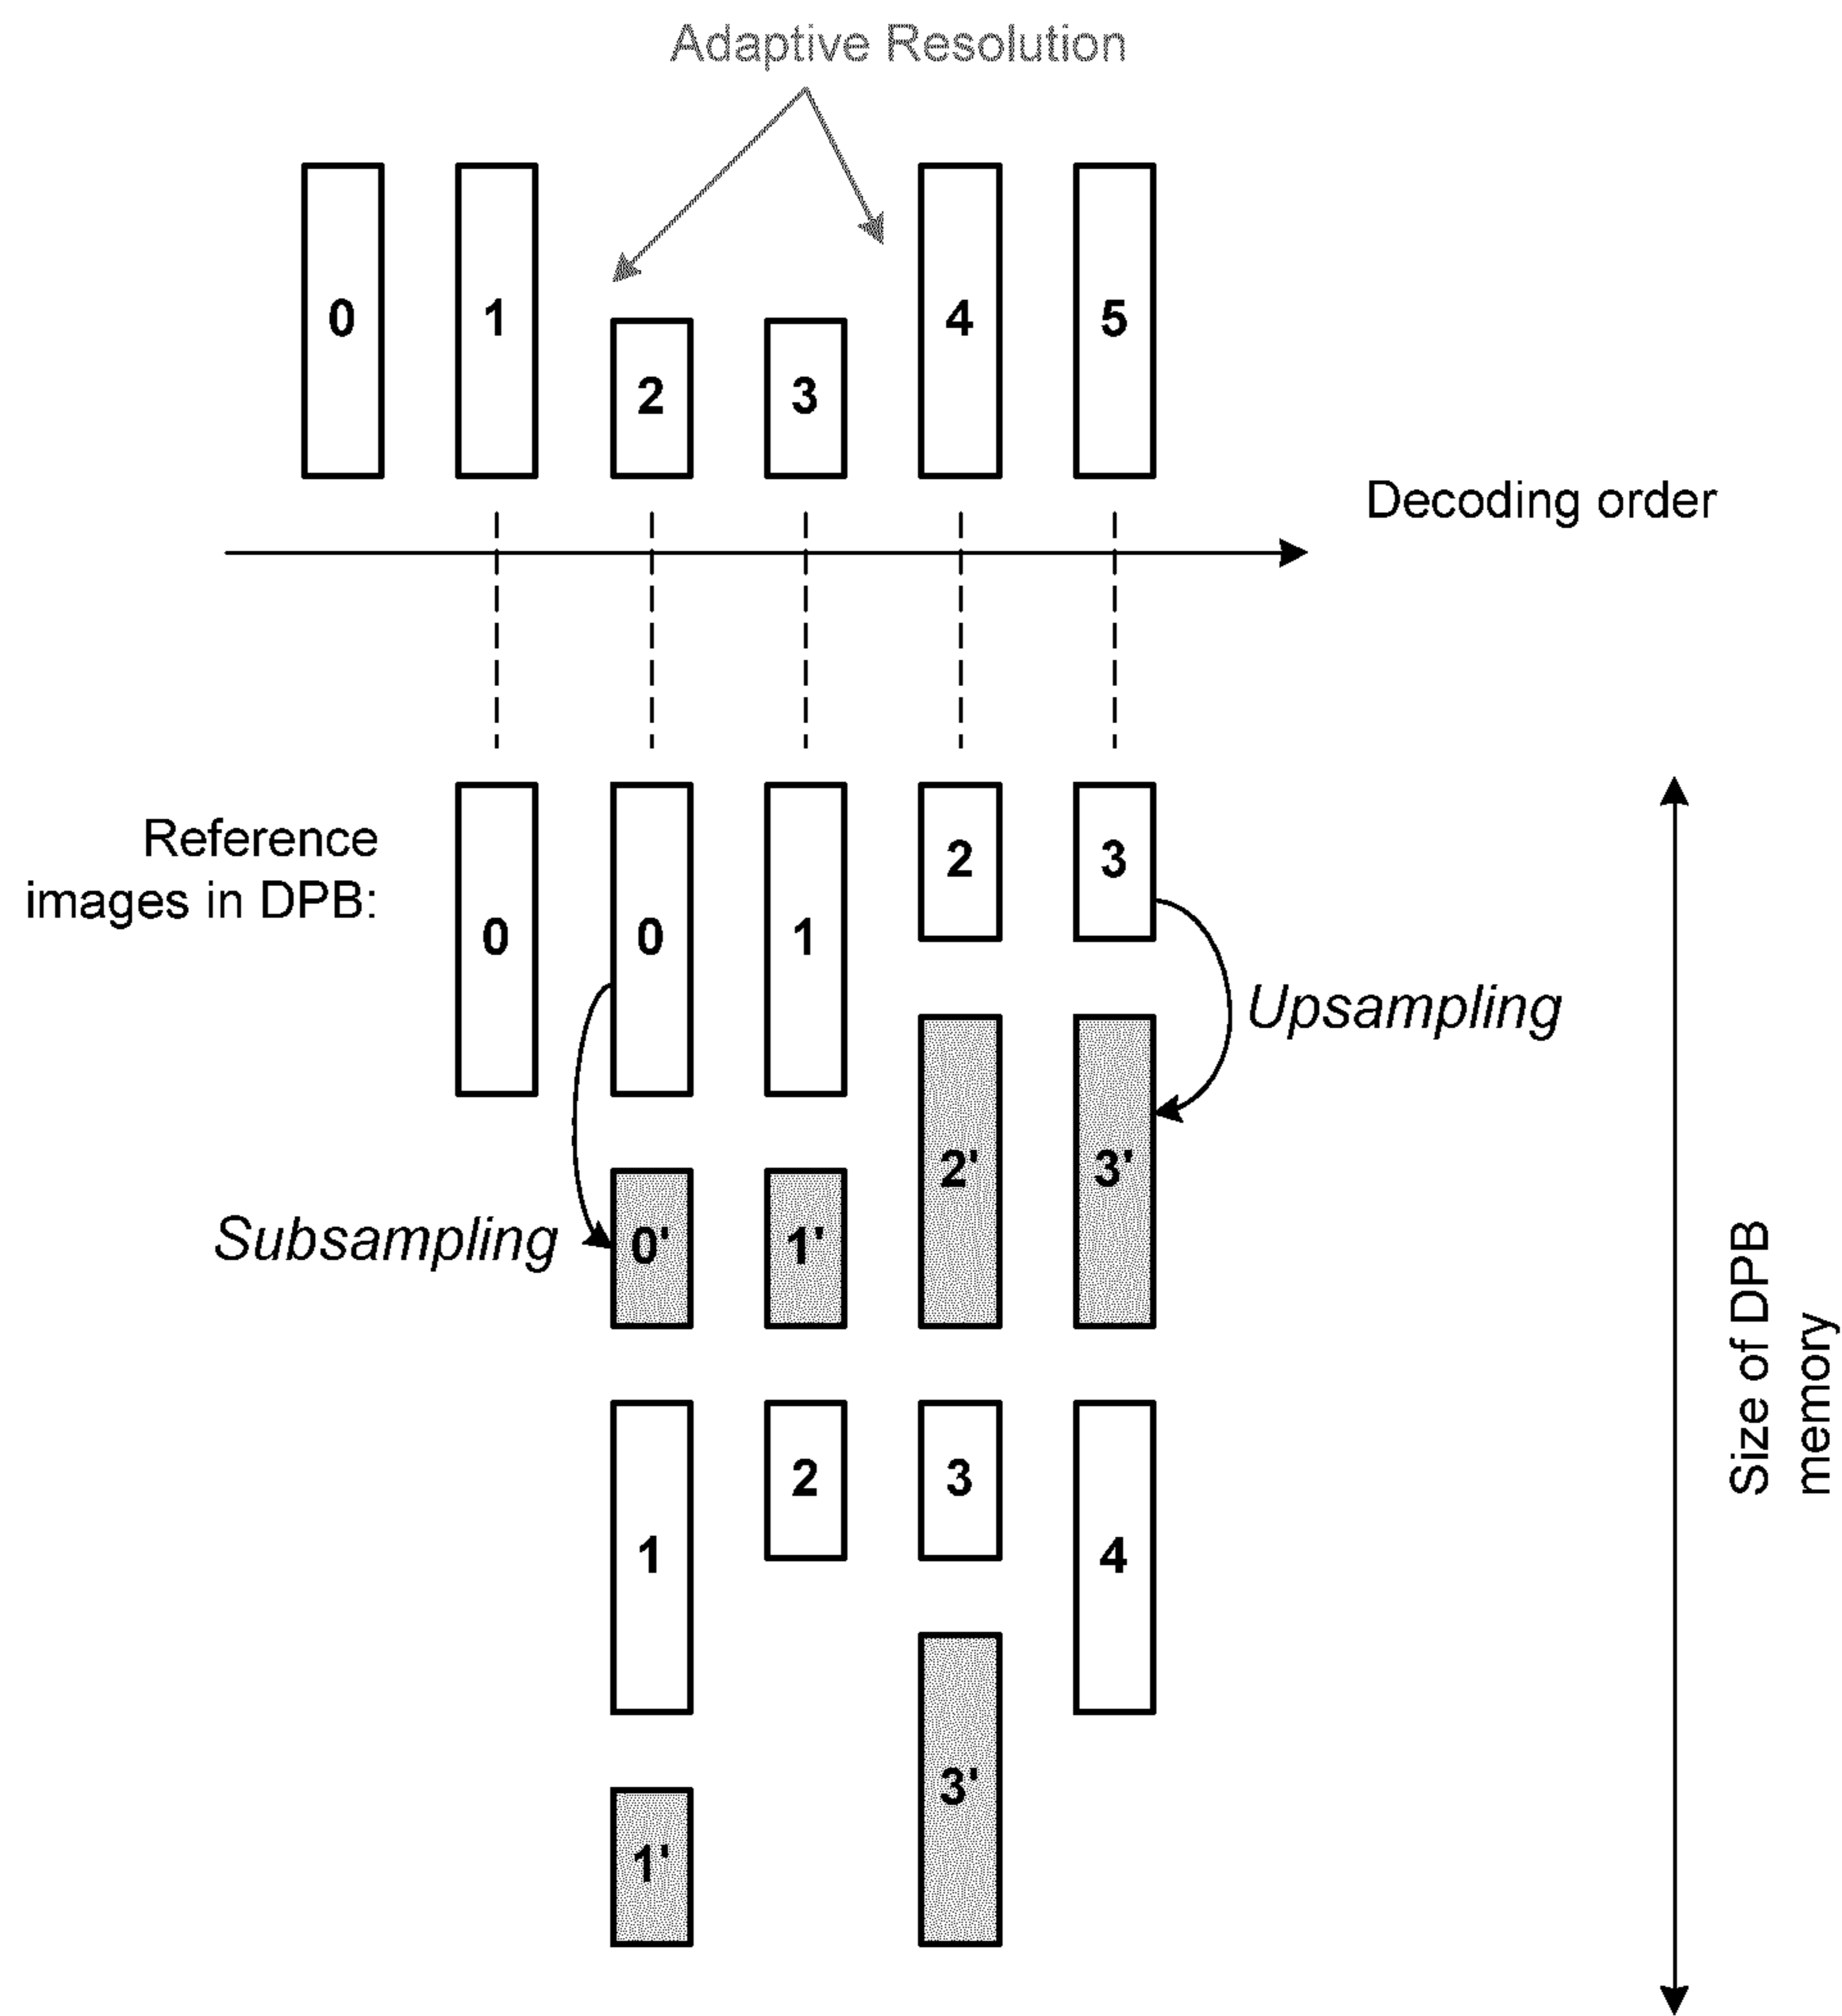 Adaptive Resolution
0 1 2 3 4 5
Decoding order
Reference
images in DPB:
0 0 1 2 3
Upsampling
Subsampling
0' 1' 2' 3'
1 2 3 4
1' 3'
Size of DPB
memory